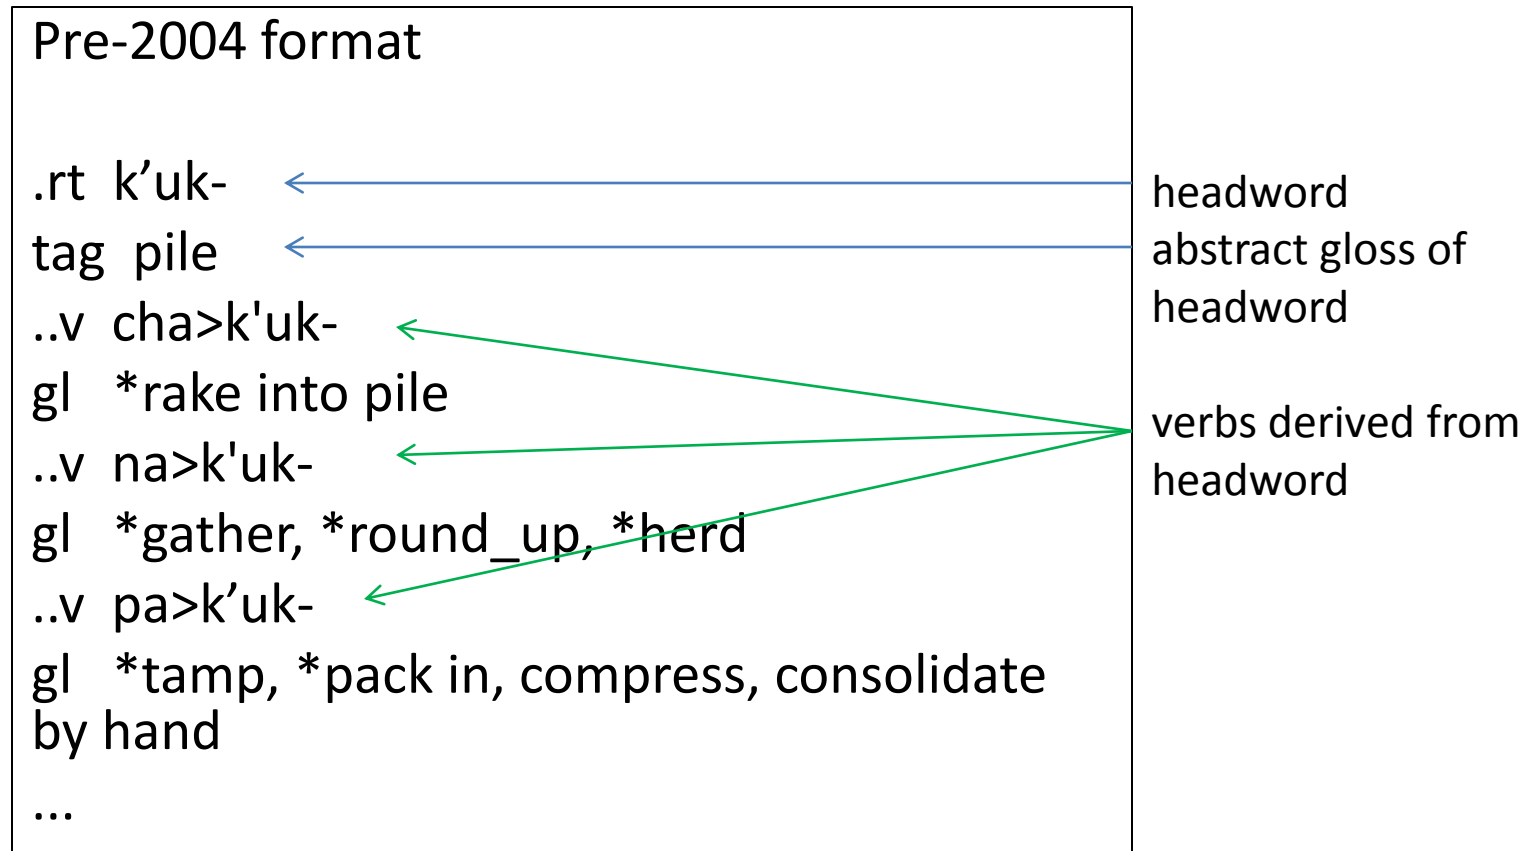 Pre-2004 format
.rt  k’uk-
tag  pile
..v  cha>k'uk-
gl   *rake into pile
..v  na>k'uk-
gl   *gather, *round_up, *herd
..v  pa>k’uk-
gl   *tamp, *pack in, compress, consolidate
by hand
...
headword
abstract gloss of
headword
verbs derived from
headword